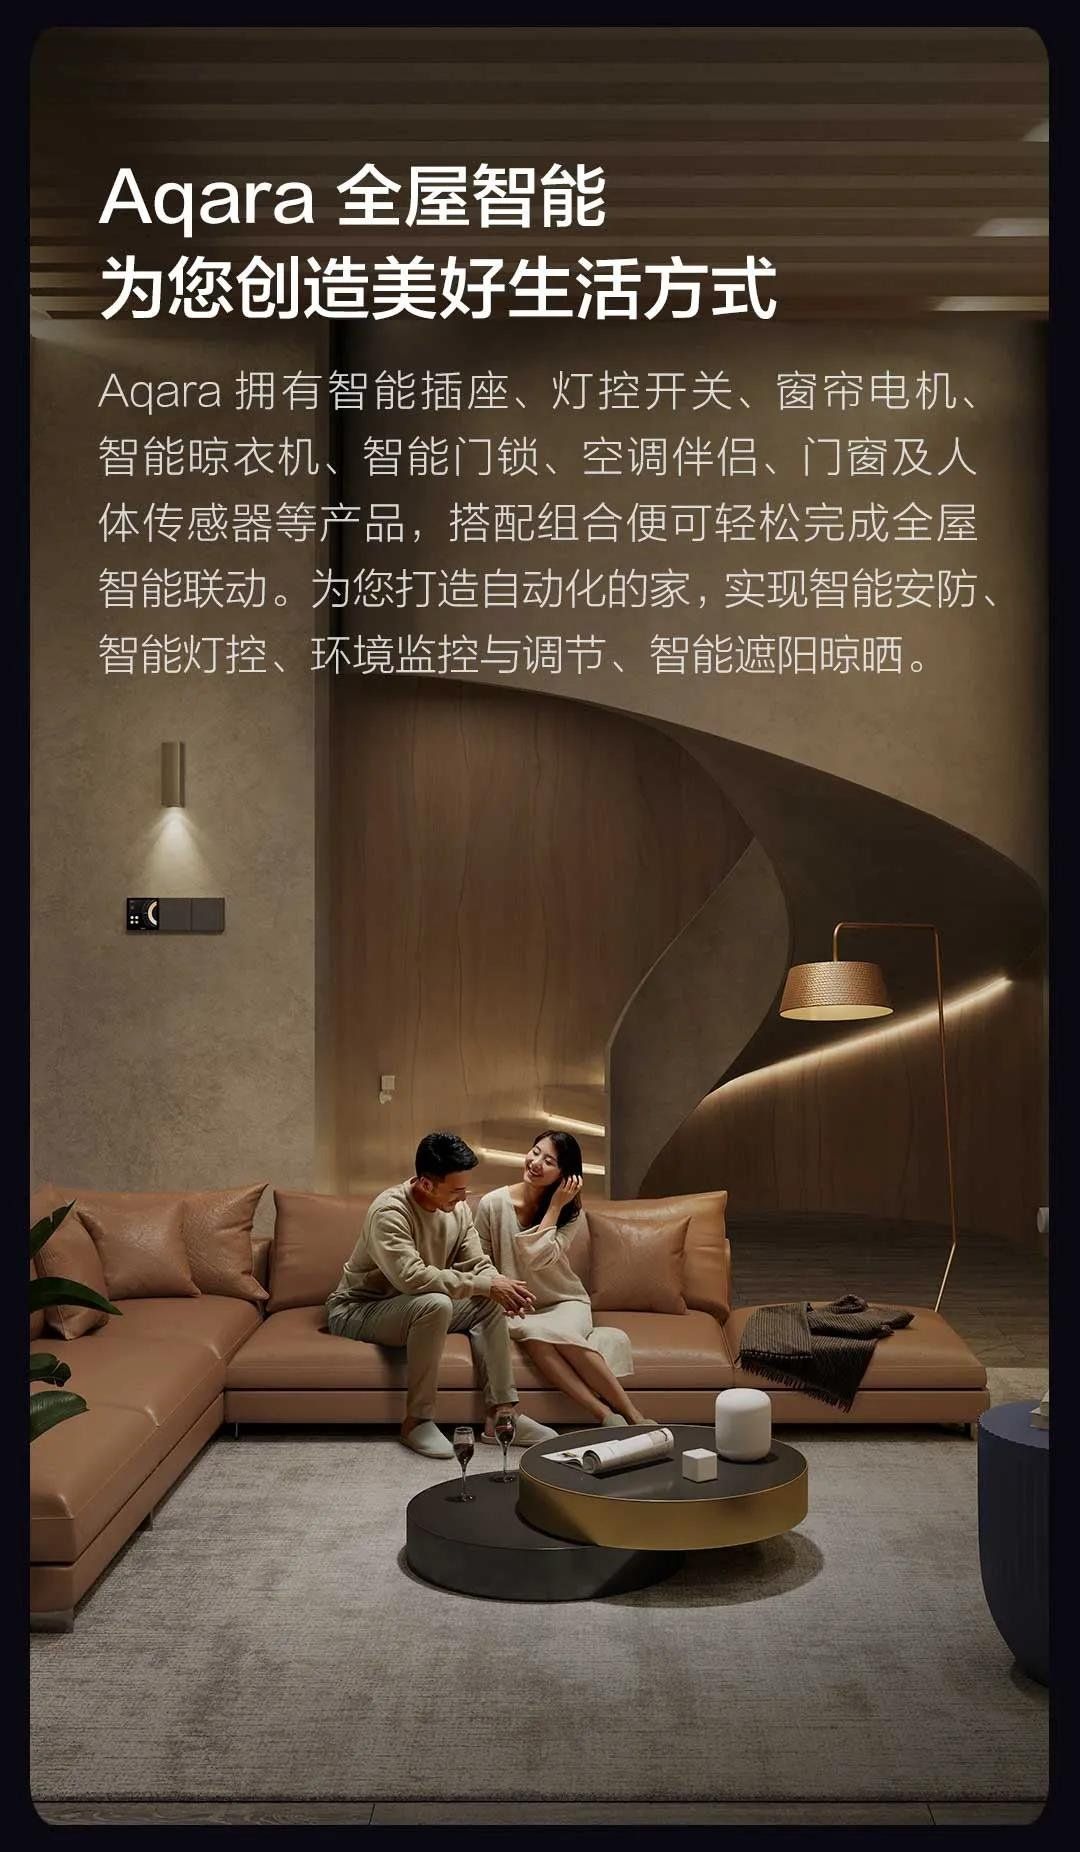 Aqara 全屋智能
为您创造美好生活方式
Aqara 拥有智能插座、灯控开关、窗帘电机、
智能晾衣机、智能门锁、空调伴侣、门窗及人
体传感器等产品，搭配组合便可轻松完成全屋
智能联动。为您打造自动化的家，实现智能安防、
智能灯控、环境监控与调节、智能遮阳晾晒。